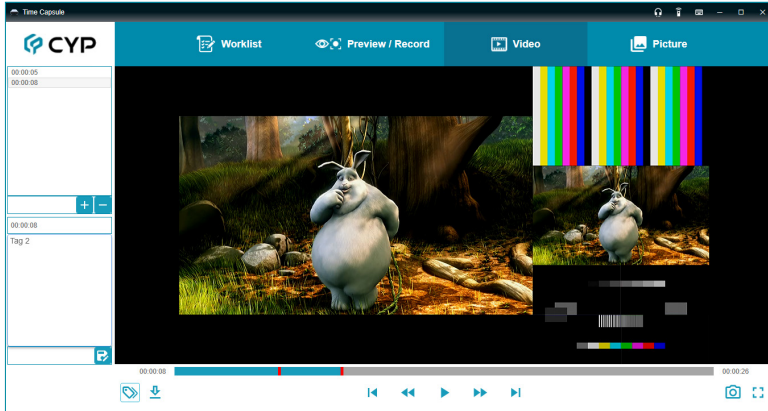 Time Capsule
CYP
Worklist
Preview / Record
Video
Picture
00:00:05
00:00:08
00:00:08
Tag 2
00:00:08
00:00:26